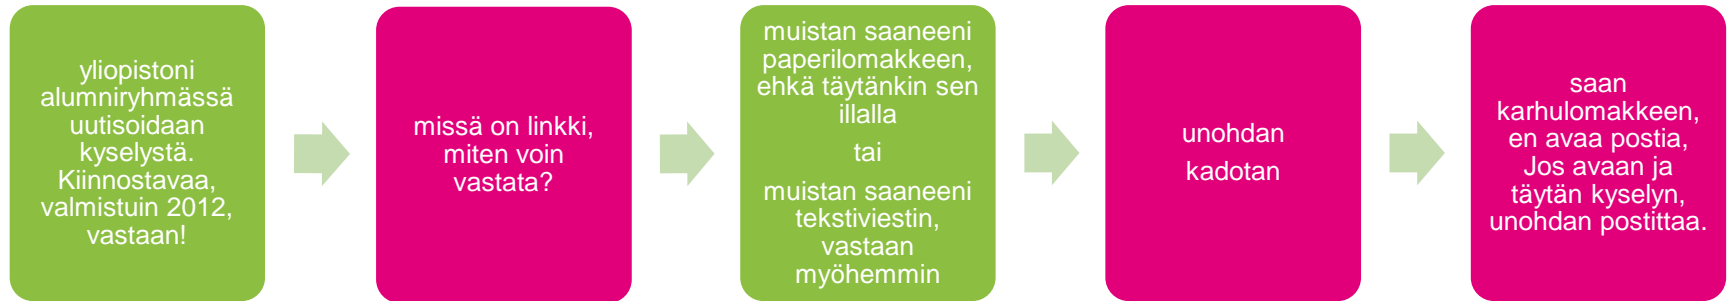 yliopistoni
alumniryhmässä
uutisoidaan
kyselystä.
Kiinnostavaa,
valmistuin 2012,
vastaan!
missä on linkki,
miten voin
vastata?
muistan saaneeni
paperilomakkeen,
ehkä täytänkin sen
illalla
tai
muistan saaneeni
tekstiviestin,
vastaan
myöhemmin
unohdan
kadotan
saan
karhulomakkeen,
en avaa postia,
Jos avaan ja
täytän kyselyn,
unohdan postittaa.